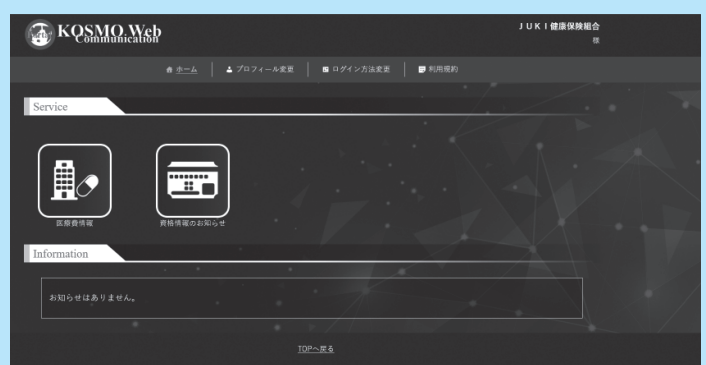 KOSMO Web
Communication
ＪＵＫＩ健康保険組合
様
ホーム
プロフィール変更
ログイン方法変更
利用規約
Service
医療費情報
資格情報のお知らせ
Information
お知らせはありません。
TOPへ戻る